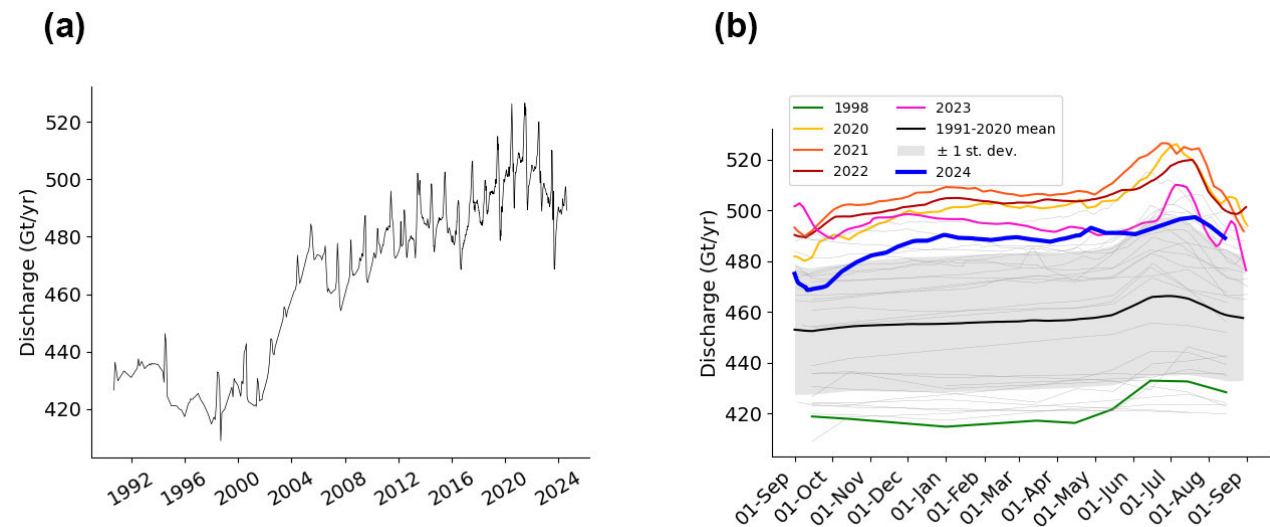 (a)
Discharge (Gt/yr)
520
500
480
460
440
420
1992 1996 2000 2004 2008 2012 2016 2020 2024
(b)
1998 2023
2020 1991-2020 mean
2021 ± 1 st. dev.
2022 2024
Discharge (Gt/yr)
520
500
480
460
440
420
01-Sep 01-Oct 01-Nov 01-Dec 01-Jan 01-Feb 01-Mar 01-Apr 01-May 01-Jun 01-Jul 01-Aug 01-Sep